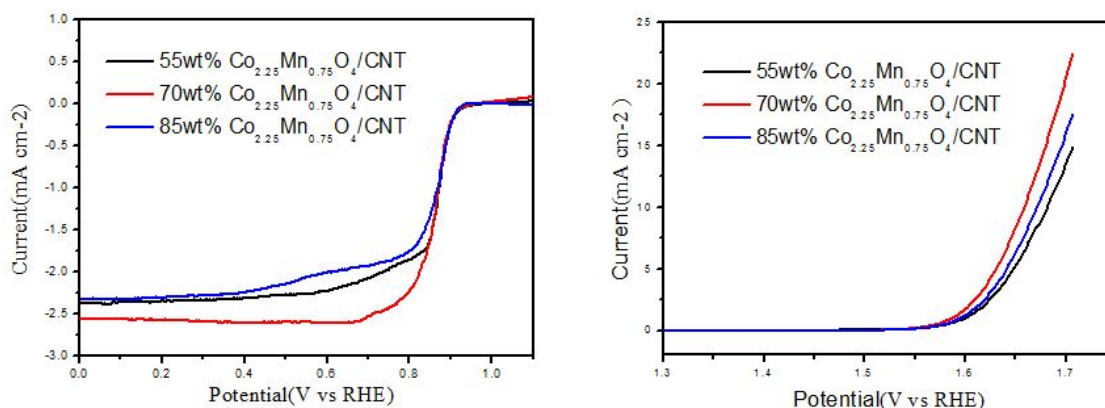 1.0
0.5
0.0
-0.5
-1.0
-1.5
-2.0
-2.5
-3.0
Current(mA cm-2)
55wt% Co2.25Mn0.75O4/CNT
70wt% Co2.25Mn0.75O4/CNT
85wt% Co2.25Mn0.75O4/CNT
0.0 0.2 0.4 0.6 0.8 1.0
Potential(V vs RHE)
25
20
15
10
5
0
Current(mA cm-2)
55wt% Co2.25Mn0.75O4/CNT
70wt% Co2.25Mn0.75O4/CNT
85wt% Co2.25Mn0.75O4/CNT
1.3 1.4 1.5 1.6 1.7
Potential(V vs RHE)